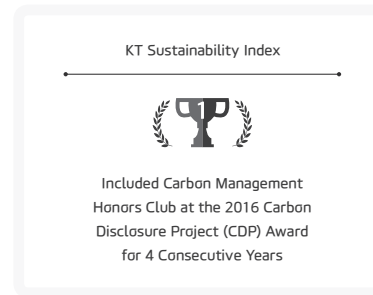 KT Sustainability Index
1
Included Carbon Management
Honors Club at the 2016 Carbon
Disclosure Project (CDP) Award
for 4 Consecutive Years